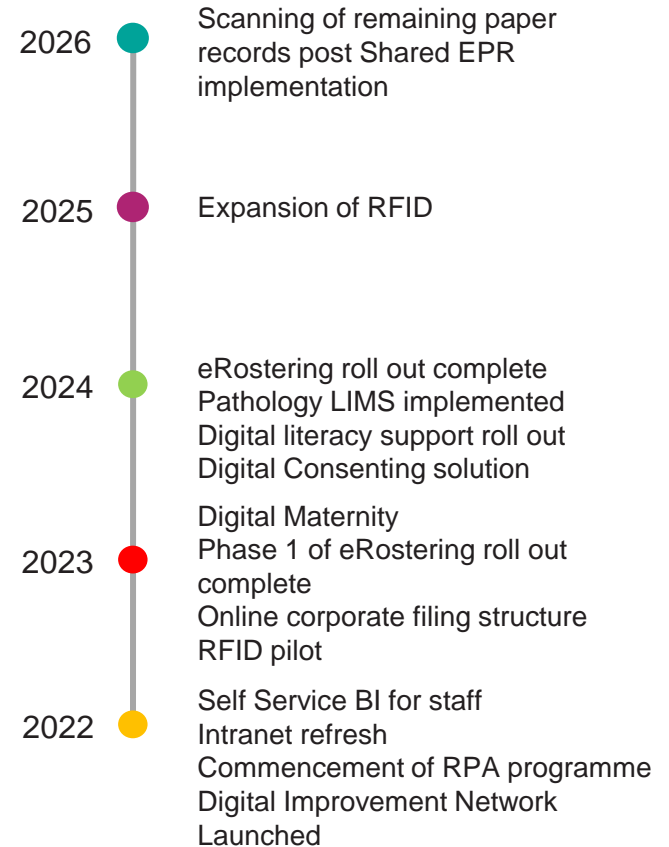 2026
Scanning of remaining paper
records post Shared EPR
implementation
2025
Expansion of RFID
2024
eRostering roll out complete
Pathology LIMS implemented
Digital literacy support roll out
Digital Consenting solution
2023
Digital Maternity
Phase 1 of eRostering roll out
complete
Online corporate filing structure
RFID pilot
2022
Self Service BI for staff
Intranet refresh
Commencement of RPA programme
Digital Improvement Network
Launched